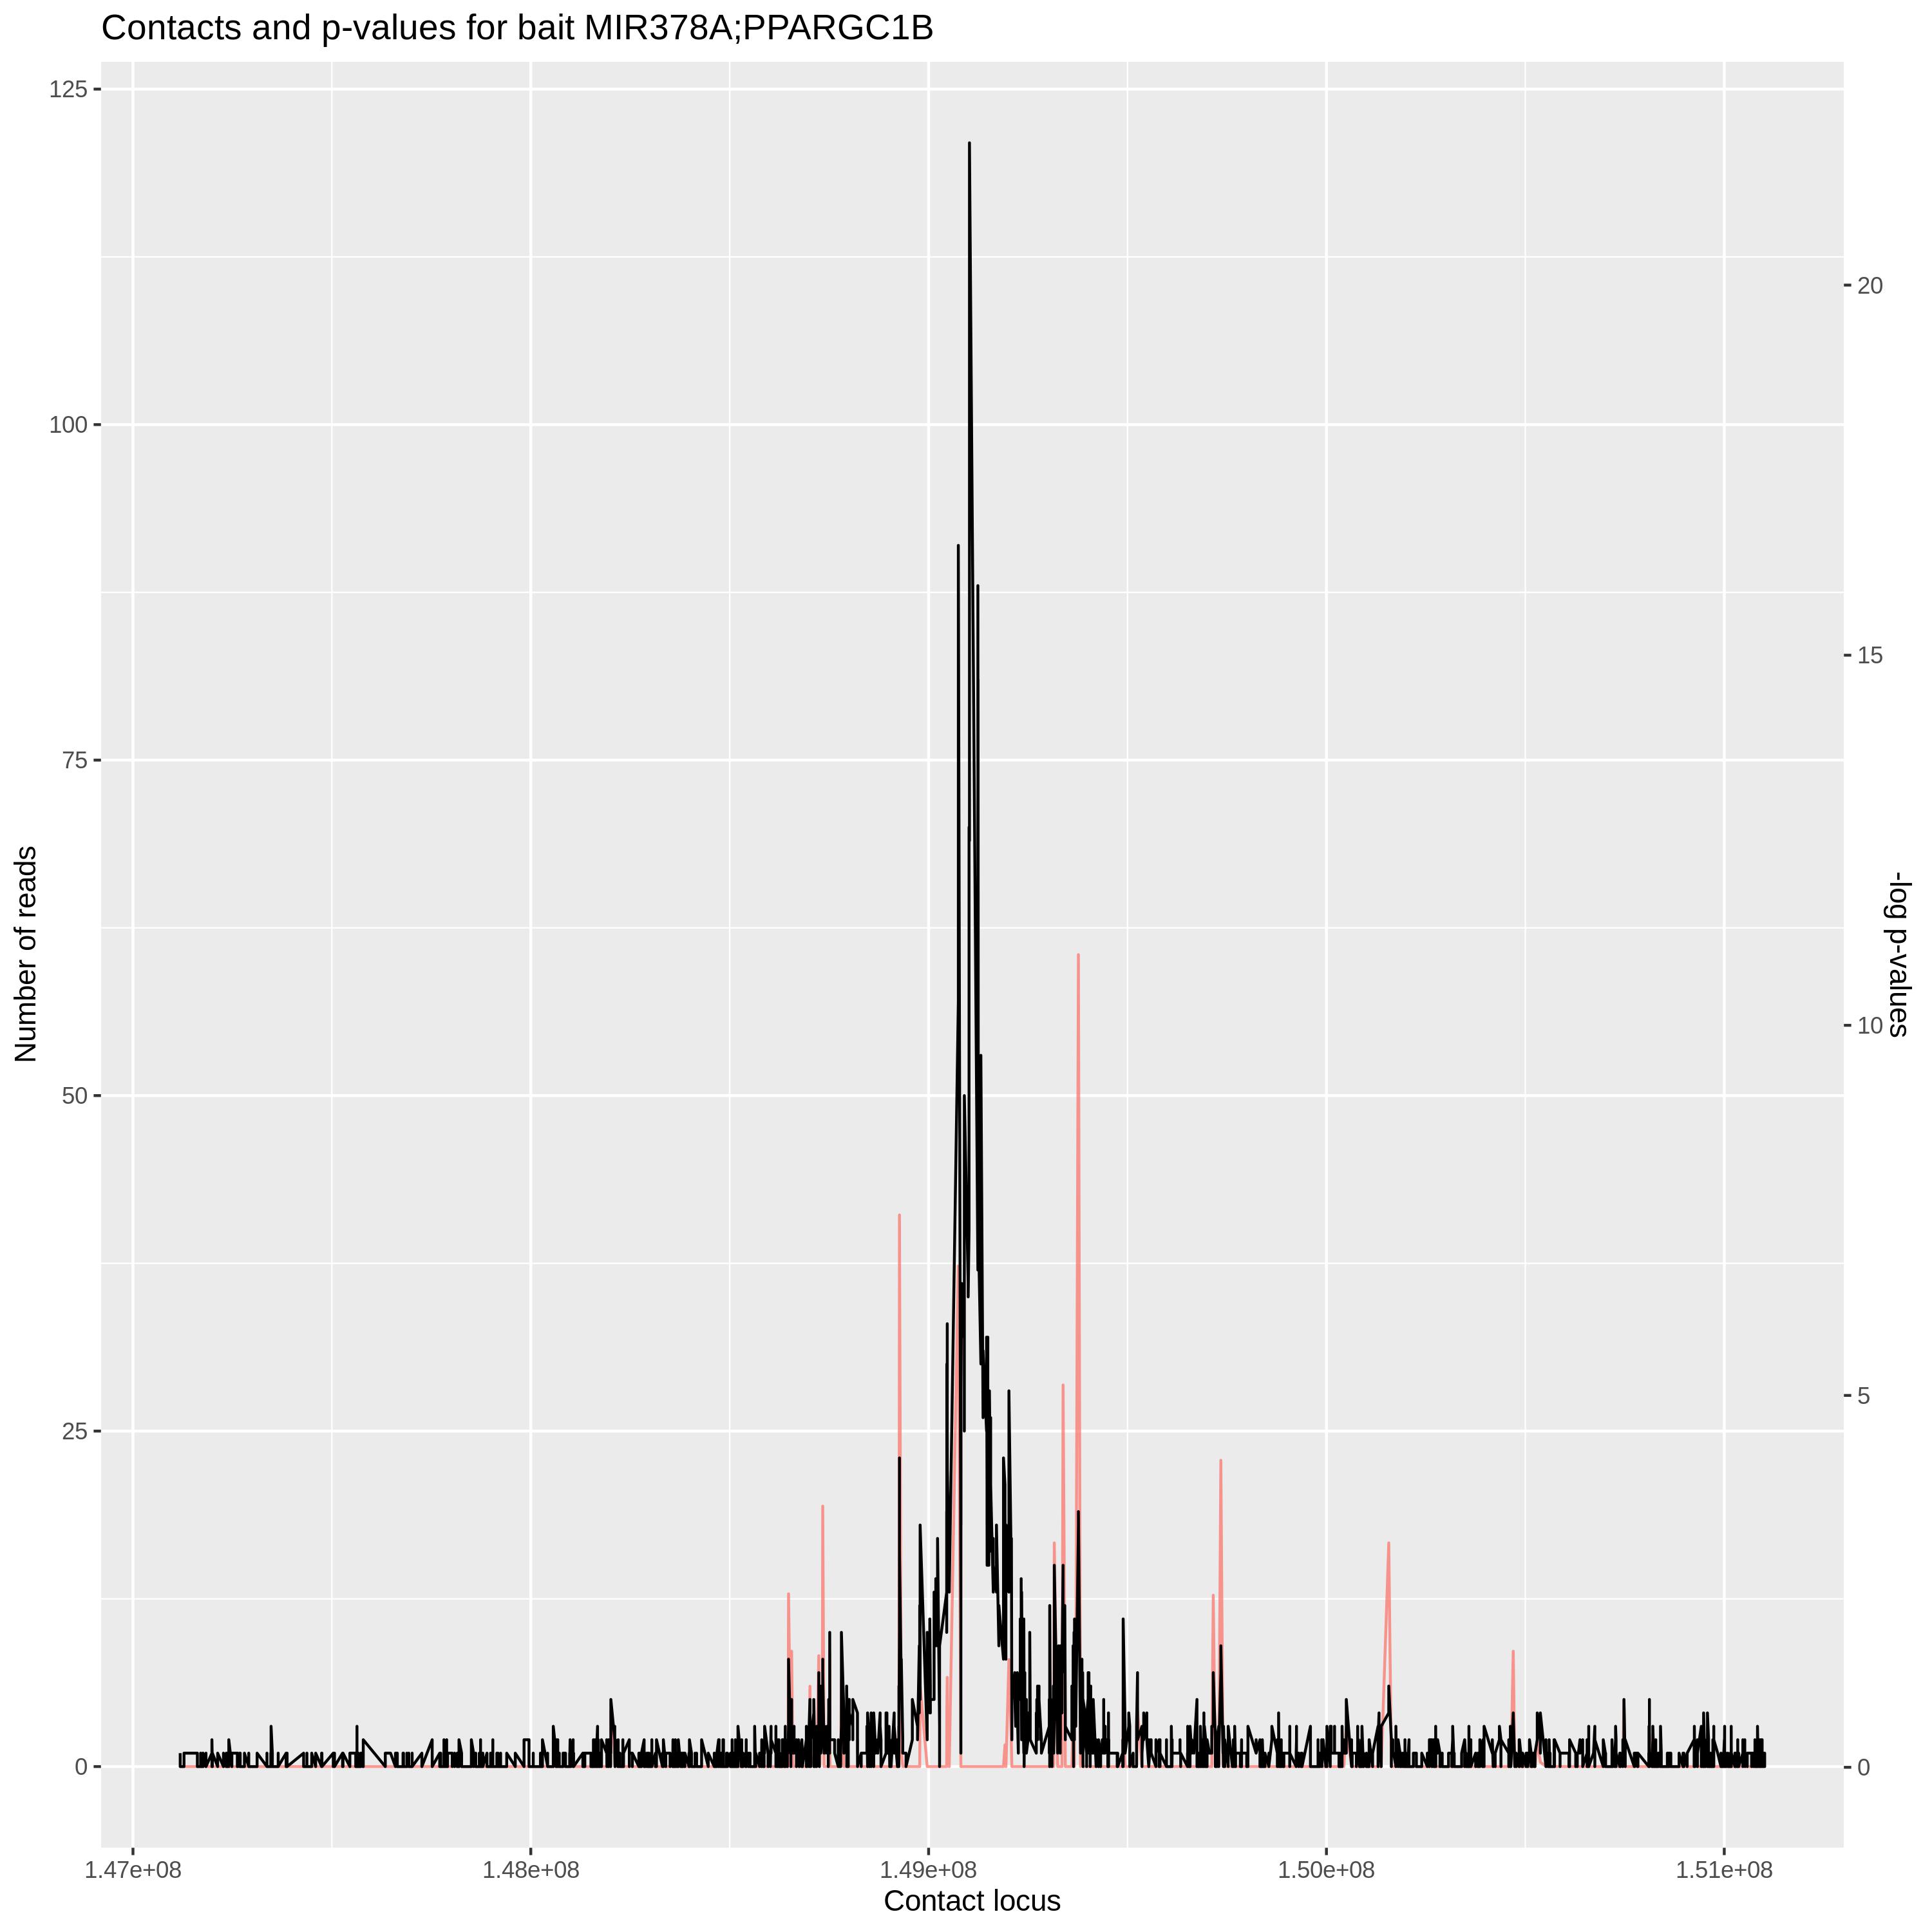 Contacts and p-values for bait MIR378A;PPARGC1B
125
100
75
50
25
0
Number of reads
20
15
10
5
0
-log p-values
1.47e+08 1.48e+08 1.49e+08 1.50e+08 1.51e+08
Contact locus